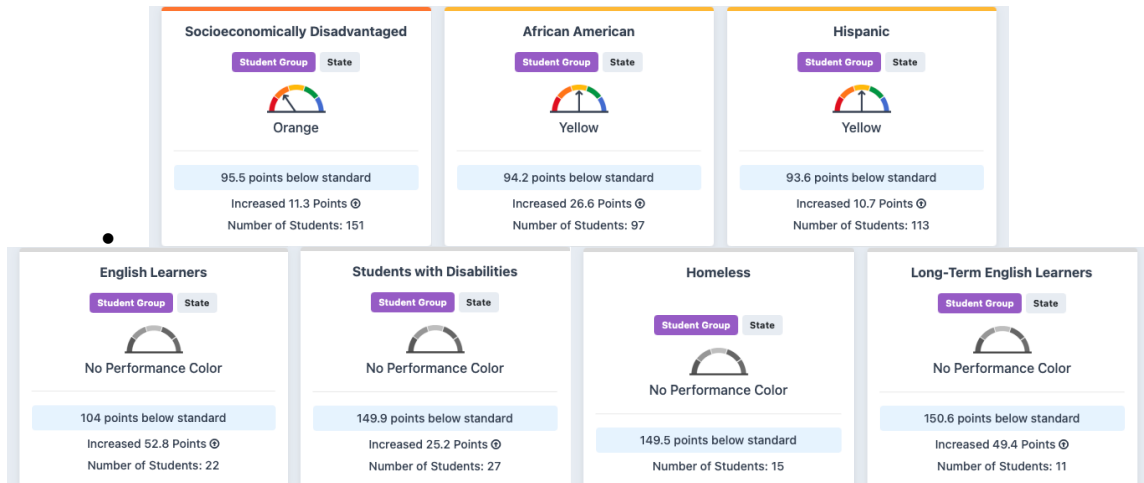 Socioeconomically Disadvantaged
Student Group State
Orange
95.5 points below standard
Increased 11.3 Points
Number of Students: 151
African American
Student Group State
Yellow
94.2 points below standard
Increased 26.6 Points
Number of Students: 97
Hispanic
Student Group State
Yellow
93.6 points below standard
Increased 10.7 Points
Number of Students: 113
English Learners
Student Group State
No Performance Color
104 points below standard
Increased 52.8 Points
Number of Students: 22
Students with Disabilities
Student Group State
No Performance Color
149.9 points below standard
Increased 25.2 Points
Number of Students: 27
Homeless
Student Group State
No Performance Color
149.5 points below standard
Number of Students: 15
Long-Term English Learners
Student Group State
No Performance Color
150.6 points below standard
Increased 49.4 Points
Number of Students: 11